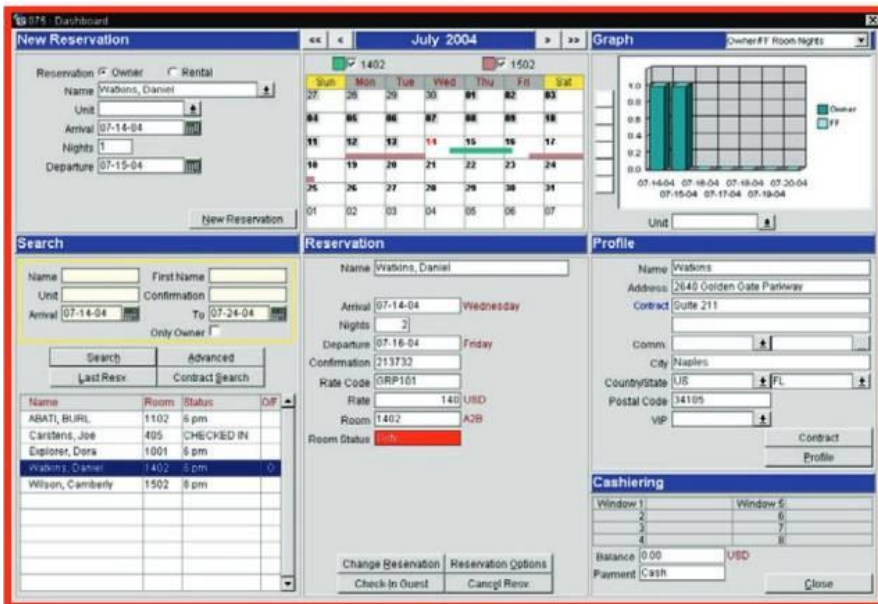 075 - Dashboard
New Reservation
Reservation Owner Rental
Name Watkins, Daniel
Unit
Arrival 07-14-04
Nights 1
Departure 07-15-04
New Reservation
<< < July 2004 > >>
1402 1502
Sun Mon Tue Wed Thu Fri Sat
27 28 29 30 01 02 03
04 05 06 07 08 09 10
11 12 13 14 15 16 17
18 19 20 21 22 23 24
25 26 27 28 29 30 31
01 02 03 04 05 06 07
Graph Owner/FF Room Nights
1.0
0.8
0.6
0.4
0.2
0.0
Owner
FF
07-14-04 07-16-04 07-18-04 07-20-04
07-15-04 07-17-04 07-19-04
Unit
Search
Name First Name
Unit Confirmation
Arrival 07-14-04 To 07-24-04
Only Owner
Search Advanced
Last Resv. Contract Search
Name Room Status O/F
ABATI, BURL 1102 6 pm
Carstens, Joe 405 CHECKED IN
Explorer, Dora 1001 6 pm
Watkins, Daniel 1402 6 pm O
Wilson, Camberly 1502 6 pm
Reservation
Name Watkins, Daniel
Arrival 07-14-04 Wednesday
Nights 2
Departure 07-16-04 Friday
Confirmation 213732
Rate Code GRP101
Rate 140 USD
Room 1402 A2B
Room Status
Change Reservation Reservation Options
Check-In Guest Cancel Resv.
Profile
Name Watkins
Address 2640 Golden Gate Parkway
Contract Suite 211
Comm. ...
City Naples
Country/State US FL
Postal Code 34105
VIP
Contract
Profile
Cashiering
Window 1 Window 5
2 6
3 7
4 8
Balance 0.00 USD
Payment Cash
Close